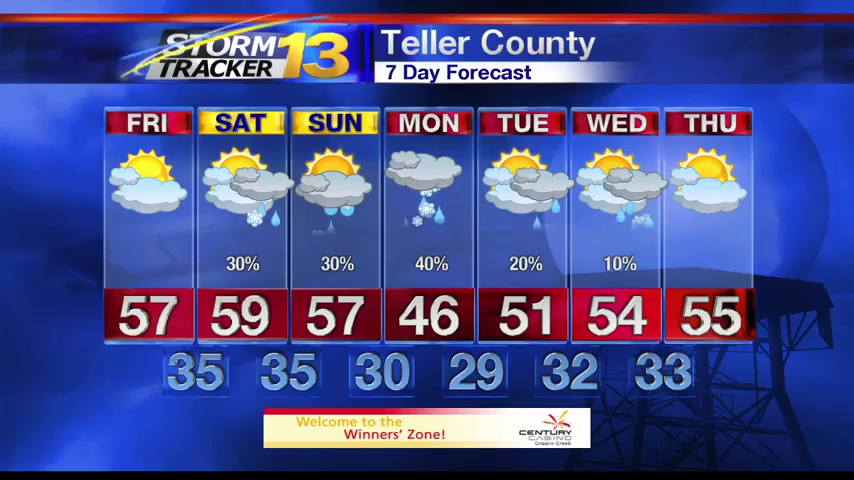 STORM
TRACKER 13
Teller County
7 Day Forecast
FRI SAT SUN MON TUE WED THU
30% 30% 40% 20% 10%
57 59 57 46 51 54 55
35 35 30 29 32 33
Welcome to the
Winners' Zone!
CENTURY
CASINO
Cripple Creek